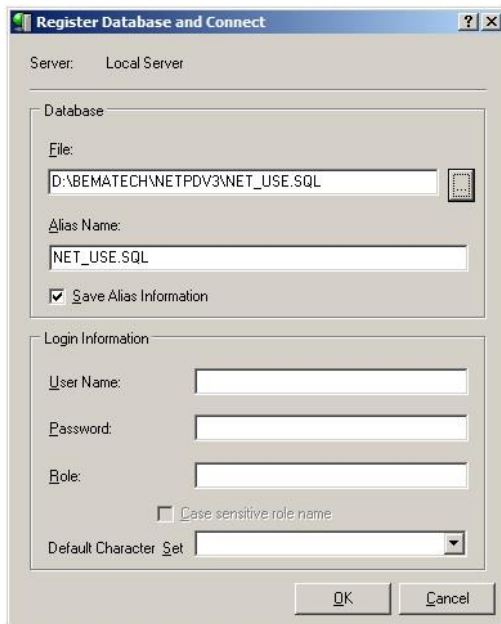 Register Database and Connect
Server: Local Server
Database
File:
D:\BEMATECH\NETPDV3\NET_USE.SQL
...
Alias Name:
NET_USE.SQL
Save Alias Information
Login Information
User Name:
Password:
Role:
Case sensitive role name
Default Character Set
OK Cancel